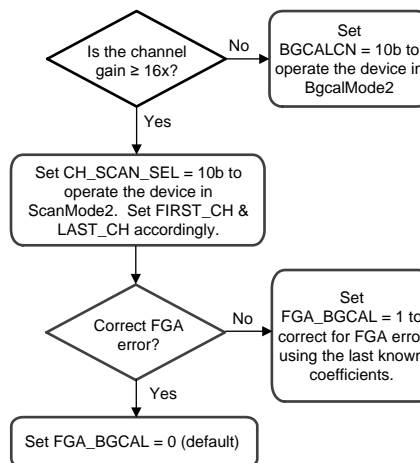 Is the channel
gain ≥ 16x?
No
Set
BGCALCN = 10b to
operate the device in
BgcalMode2
Yes
Set CH_SCAN_SEL = 10b to
operate the device in
ScanMode2. Set FIRST_CH &
LAST_CH accordingly.
Correct FGA
error?
No
Set
FGA_BGCAL = 1 to
correct for FGA error
using the last known
coefficients.
Yes
Set FGA_BGCAL = 0 (default)